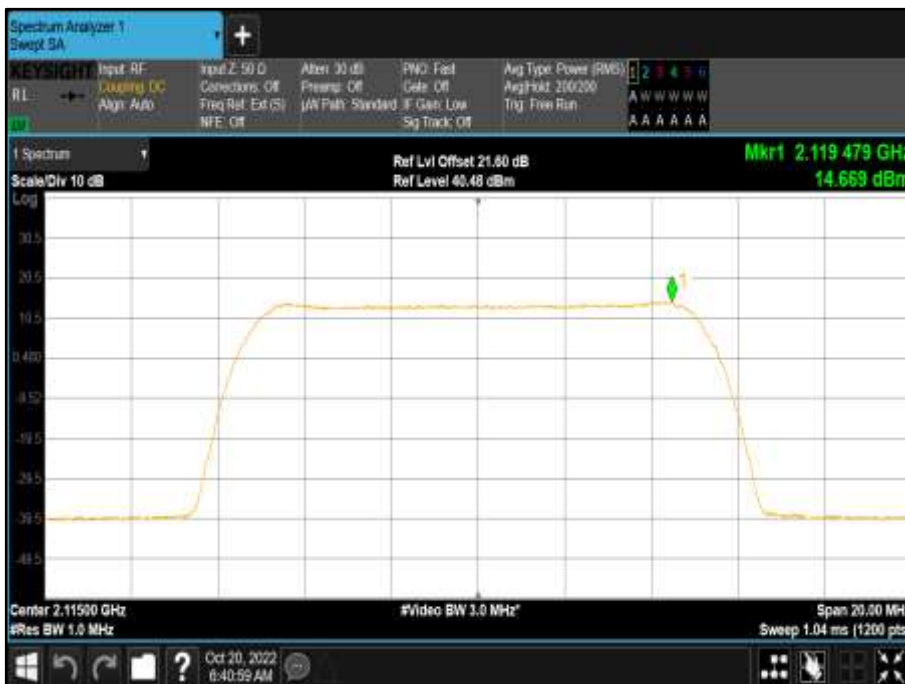 Spectrum Analyzer 1
Swept SA
+
KEYSIGHT
Input: RF
Input Z: 50 Ω
Atten: 30 dB
PNO: Fast
Avg Type: Power (RMS)
1 2 3 4 5 6
RL
Coupling: DC
Corrections: Off
Preamp: Off
Gate: Off
Avg|Hold: 200/200
A W W W W W
Align: Auto
Freq Ref: Ext (S)
µW Path: Standard
IF Gain: Low
Trig: Free Run
NFE: Off
Sig Track: Off
A A A A A A
1 Spectrum
Ref Lvl Offset 21.60 dB
Mkr1 2.119 479 GHz
Scale/Div 10 dB
Ref Level 40.48 dBm
14.669 dBm
Log
30.5
20.5
1
10.5
0.480
-9.52
-19.5
-29.5
-39.5
-49.5
Center 2.11500 GHz
#Video BW 3.0 MHz*
Span 20.00 MH
#Res BW 1.0 MHz
Sweep 1.04 ms (1200 pts
?
Oct 20, 2022
6:40:59 AM